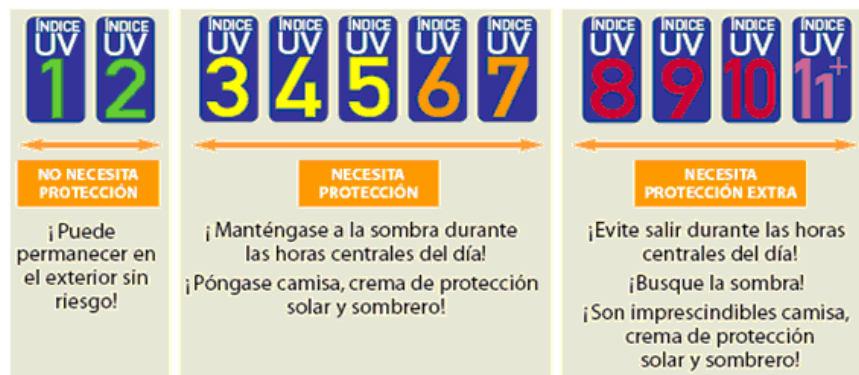 ÍNDICE
UV
1
ÍNDICE
UV
2
NO NECESITA
PROTECCIÓN
¡Puede
permanecer en
el exterior sin
riesgo!
ÍNDICE
UV
3
ÍNDICE
UV
4
ÍNDICE
UV
5
ÍNDICE
UV
6
ÍNDICE
UV
7
NECESITA
PROTECCIÓN
¡Manténgase a la sombra durante
las horas centrales del día!
¡Póngase camisa, crema de protección
solar y sombrero!
ÍNDICE
UV
8
ÍNDICE
UV
9
ÍNDICE
UV
10
ÍNDICE
UV
11+
NECESITA
PROTECCIÓN EXTRA
¡Evite salir durante las horas
centrales del día!
¡Busque la sombra!
¡Son imprescindibles camisa,
crema de protección
solar y sombrero!